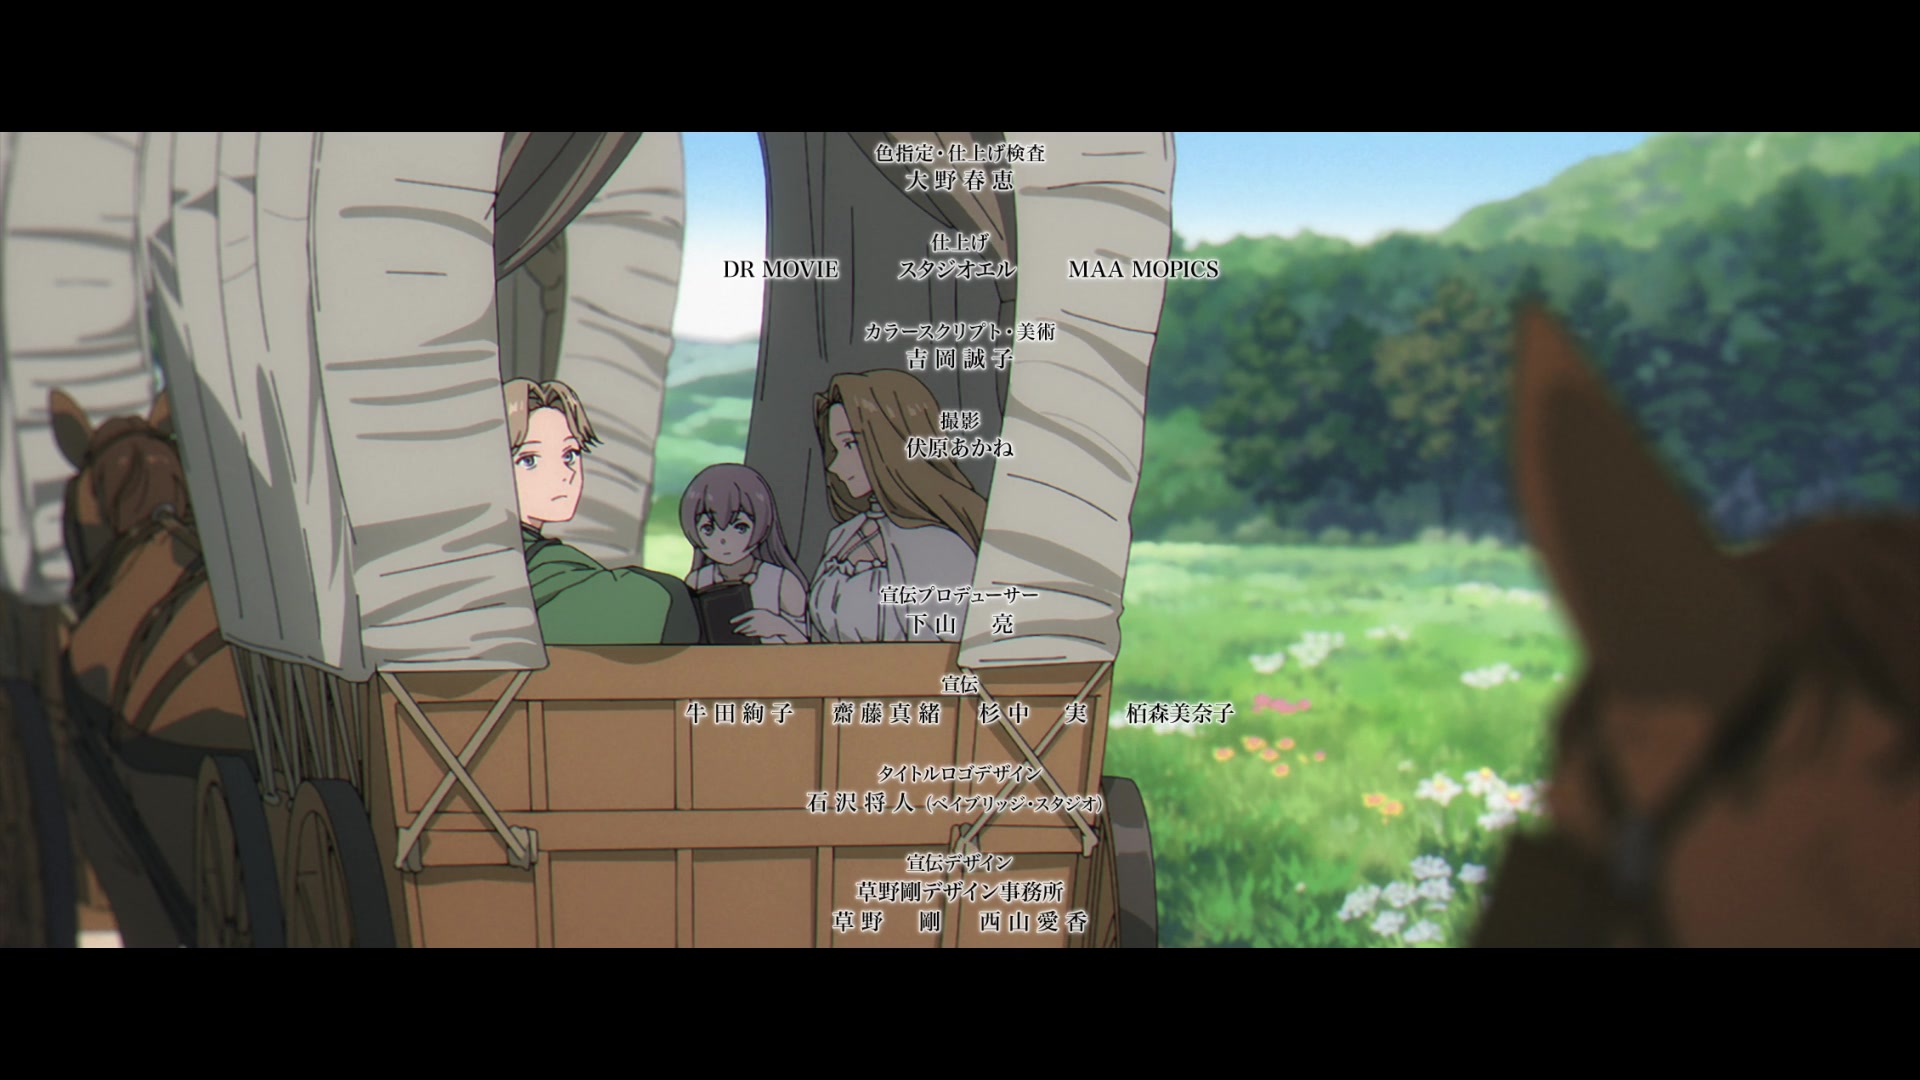 色指定・仕上げ検査
大野春恵
仕上げ
DR MOVIE スタジオエル MAA MOPICS
カラースクリプト・美術
吉岡誠子
撮影
伏原あかね
宣伝プロデューサー
下山 亮
宣伝
牛田絢子 齋藤真緒 杉中 実 栢森美奈子
タイトルロゴデザイン
石沢将人（ベイブリッジ・スタジオ）
宣伝デザイン
草野剛デザイン事務所
草野 剛 西山愛香